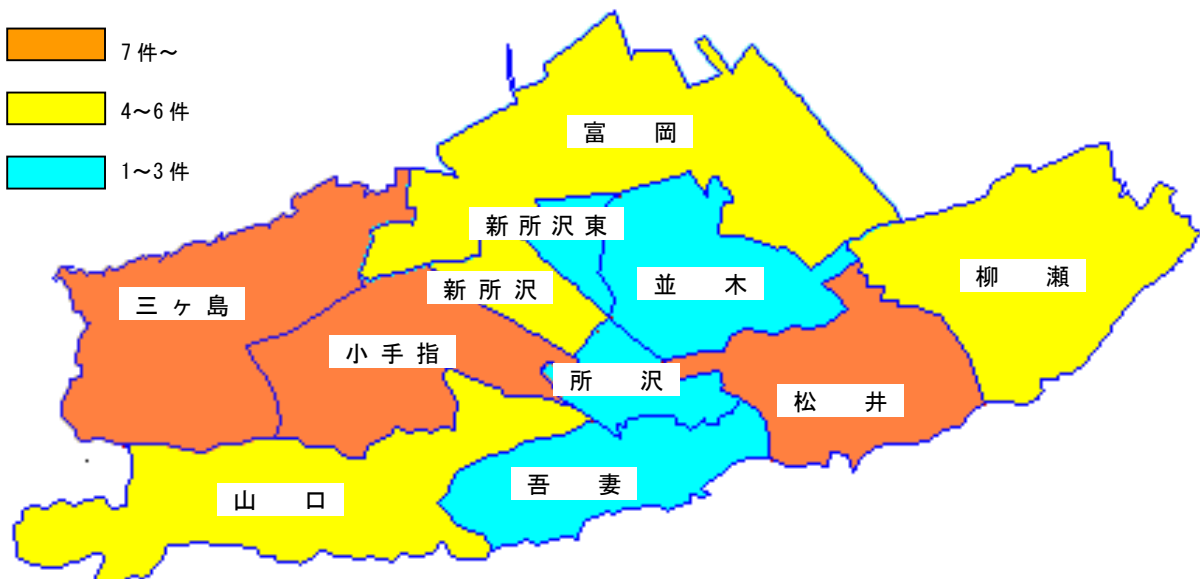 7件～
4～6件
1～3件
富岡
新所沢東
柳瀬
並木
新所沢
三ヶ島
小手指
所沢
松井
吾妻
山口